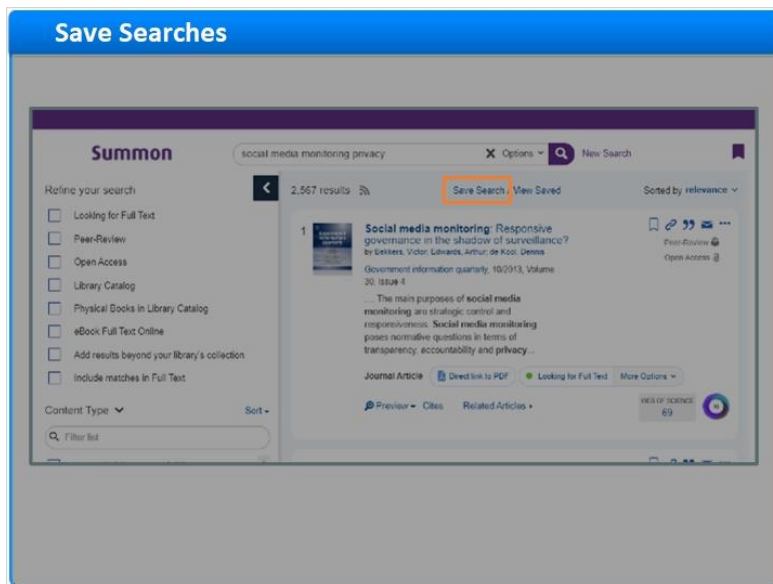 Save Searches
Summon
social media monitoring privacy
Options
New Search
Refine your search
2,567 results
Save Search / View Saved
Sorted by relevance
Looking for Full Text
Peer-Review
Open Access
Library Catalog
Physical Books in Library Catalog
eBook Full Text Online
Add results beyond your library's collection
Include matches in Full Text
Content Type
Sort
Filter list
1
Social media monitoring: Responsive
governance in the shadow of surveillance?
by Bekkers, Victor; Edwards, Arthur; de Kool, Dennis
Government information quarterly, 10/2013, Volume
30, Issue 4
... The main purposes of social media
monitoring are strategic control and
responsiveness. Social media monitoring
poses normative questions in terms of
transparency, accountability and privacy...
Peer-Review
Open Access
Journal Article
Direct link to PDF
Looking for Full Text
More Options
Preview
Cites
Related Articles
WEB OF SCIENCE
69